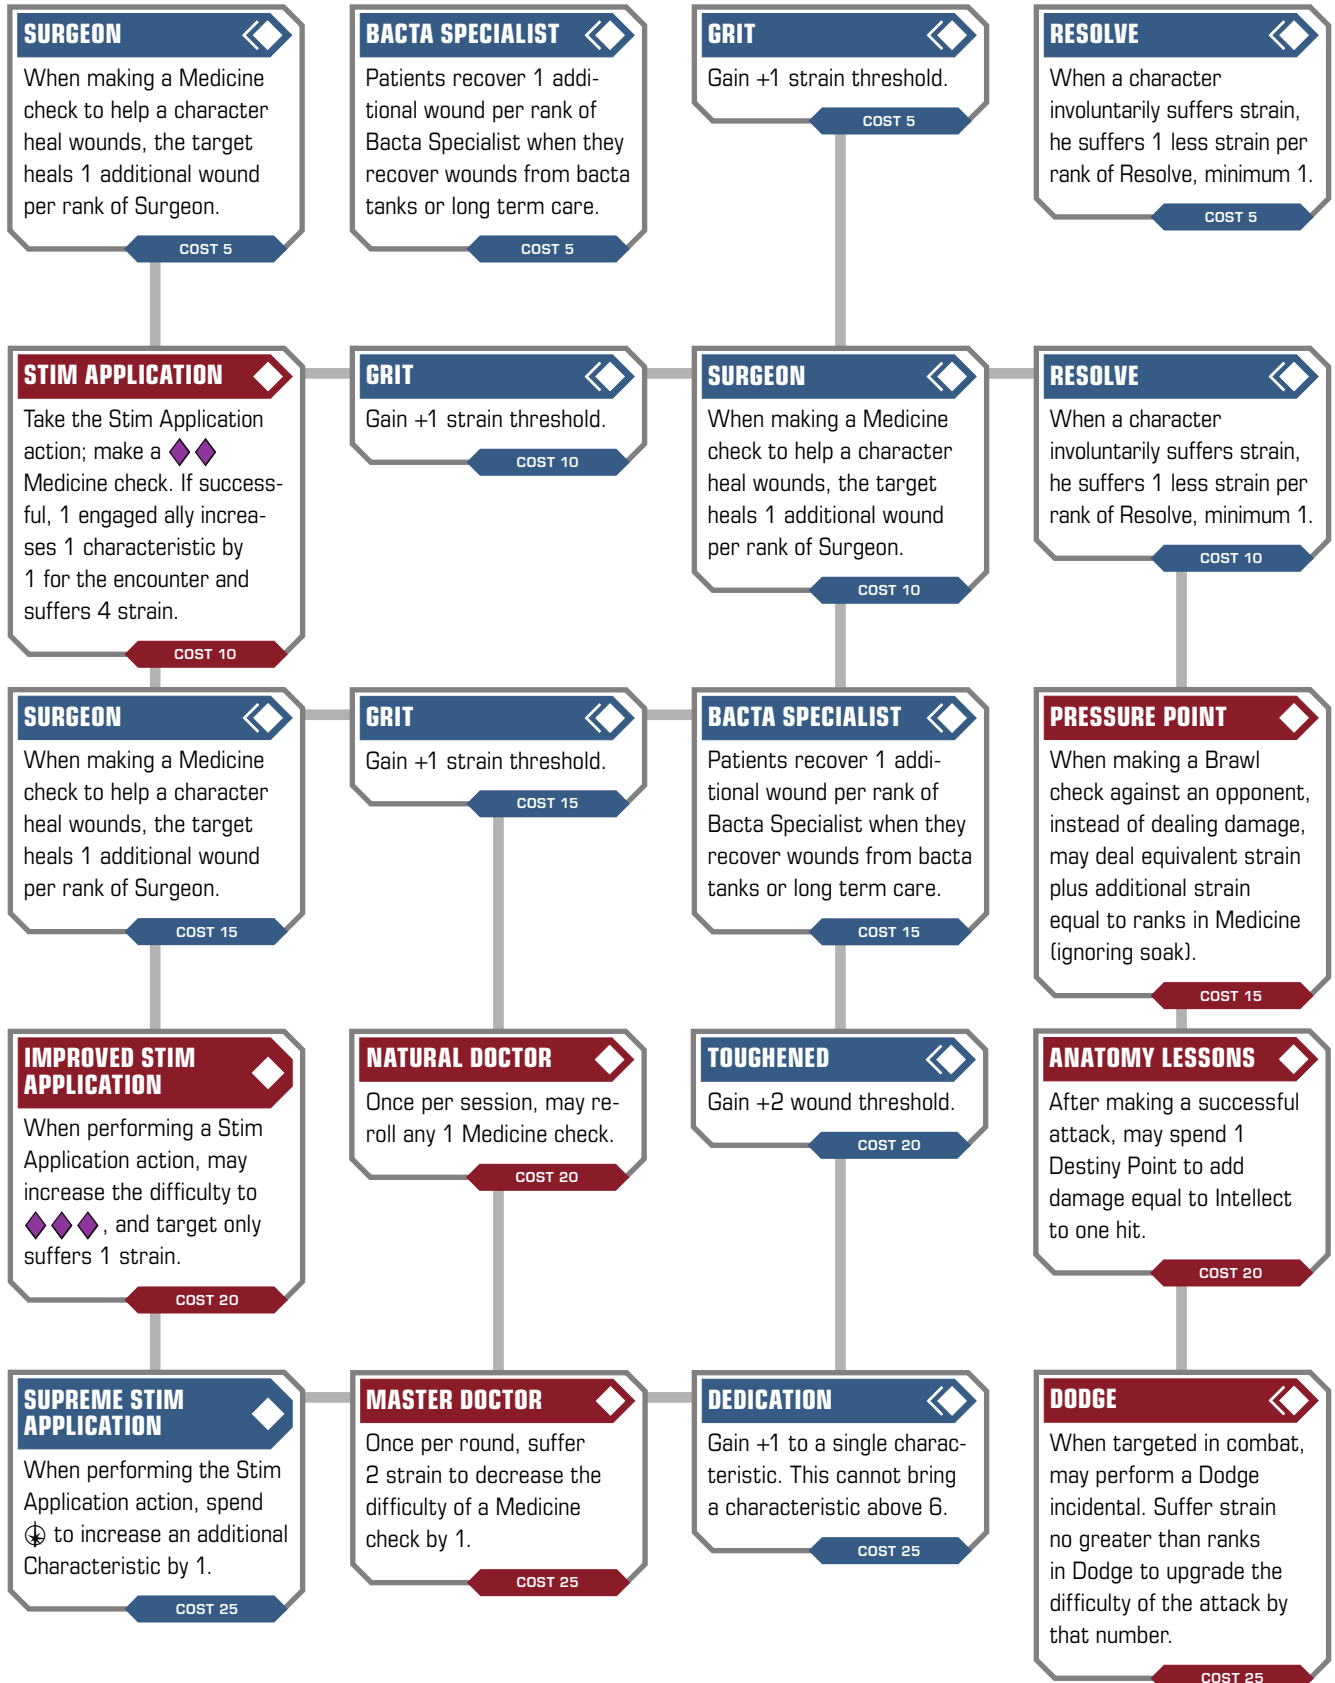 SURGEON
When making a Medicine
check to help a character
heal wounds, the target
heals 1 additional wound
per rank of Surgeon.
COST 5
BACTA SPECIALIST
Patients recover 1 addi-
tional wound per rank of
Bacta Specialist when they
recover wounds from bacta
tanks or long term care.
COST 5
GRIT
Gain +1 strain threshold.
COST 5
RESOLVE
When a character
involuntarily suffers strain,
he suffers 1 less strain per
rank of Resolve, minimum 1.
COST 5
STIM APPLICATION
Take the Stim Application
action; make a
Medicine check. If success-
ful, 1 engaged ally increa-
ses 1 characteristic by
1 for the encounter and
suffers 4 strain.
COST 10
GRIT
Gain +1 strain threshold.
COST 10
SURGEON
When making a Medicine
check to help a character
heal wounds, the target
heals 1 additional wound
per rank of Surgeon.
COST 10
RESOLVE
When a character
involuntarily suffers strain,
he suffers 1 less strain per
rank of Resolve, minimum 1.
COST 10
SURGEON
When making a Medicine
check to help a character
heal wounds, the target
heals 1 additional wound
per rank of Surgeon.
COST 15
GRIT
Gain +1 strain threshold.
COST 15
BACTA SPECIALIST
Patients recover 1 addi-
tional wound per rank of
Bacta Specialist when they
recover wounds from bacta
tanks or long term care.
COST 15
PRESSURE POINT
When making a Brawl
check against an opponent,
instead of dealing damage,
may deal equivalent strain
plus additional strain
equal to ranks in Medicine
(ignoring soak).
COST 15
IMPROVED STIM
APPLICATION
When performing a Stim
Application action, may
increase the difficulty to
, and target only
suffers 1 strain.
COST 20
NATURAL DOCTOR
Once per session, may re-
roll any 1 Medicine check.
COST 20
TOUGHENED
Gain +2 wound threshold.
COST 20
ANATOMY LESSONS
After making a successful
attack, may spend 1
Destiny Point to add
damage equal to Intellect
to one hit.
COST 20
SUPREME STIM
APPLICATION
When performing the Stim
Application action, spend
to increase an additional
Characteristic by 1.
COST 25
MASTER DOCTOR
Once per round, suffer
2 strain to decrease the
difficulty of a Medicine
check by 1.
COST 25
DEDICATION
Gain +1 to a single charac-
teristic. This cannot bring
a characteristic above 6.
COST 25
DODGE
When targeted in combat,
may perform a Dodge
incidental. Suffer strain
no greater than ranks
in Dodge to upgrade the
difficulty of the attack by
that number.
COST 25